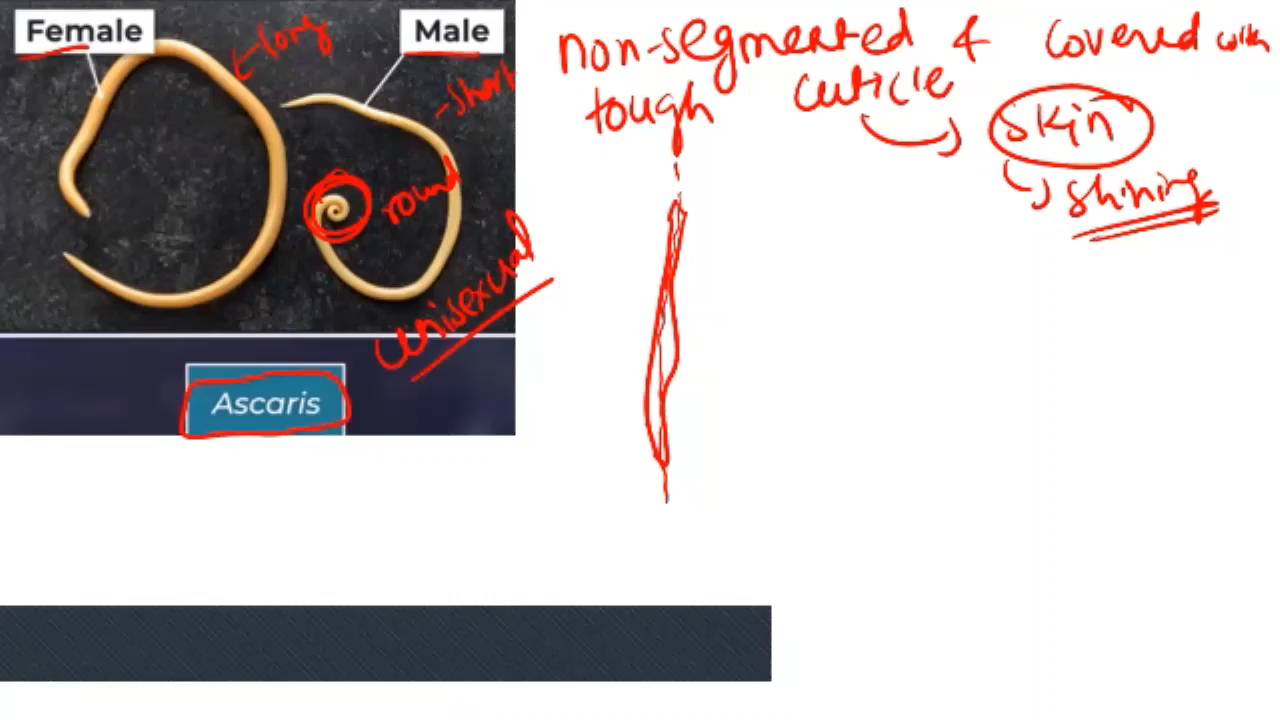 Female
Male
long
-short
round
unisexual
Ascaris
non-segmented & covered with
tough cuticle
skin
shining